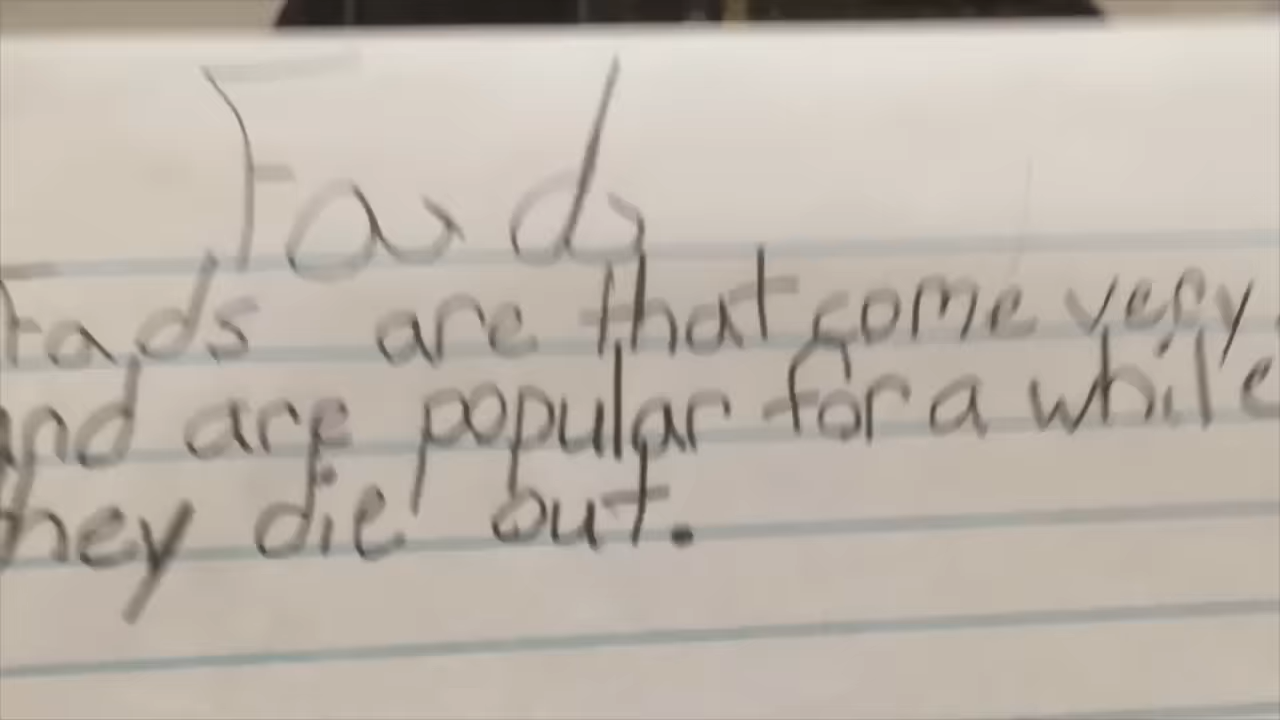 Fads
Fads are that come very
and are popular for a while
they die out.